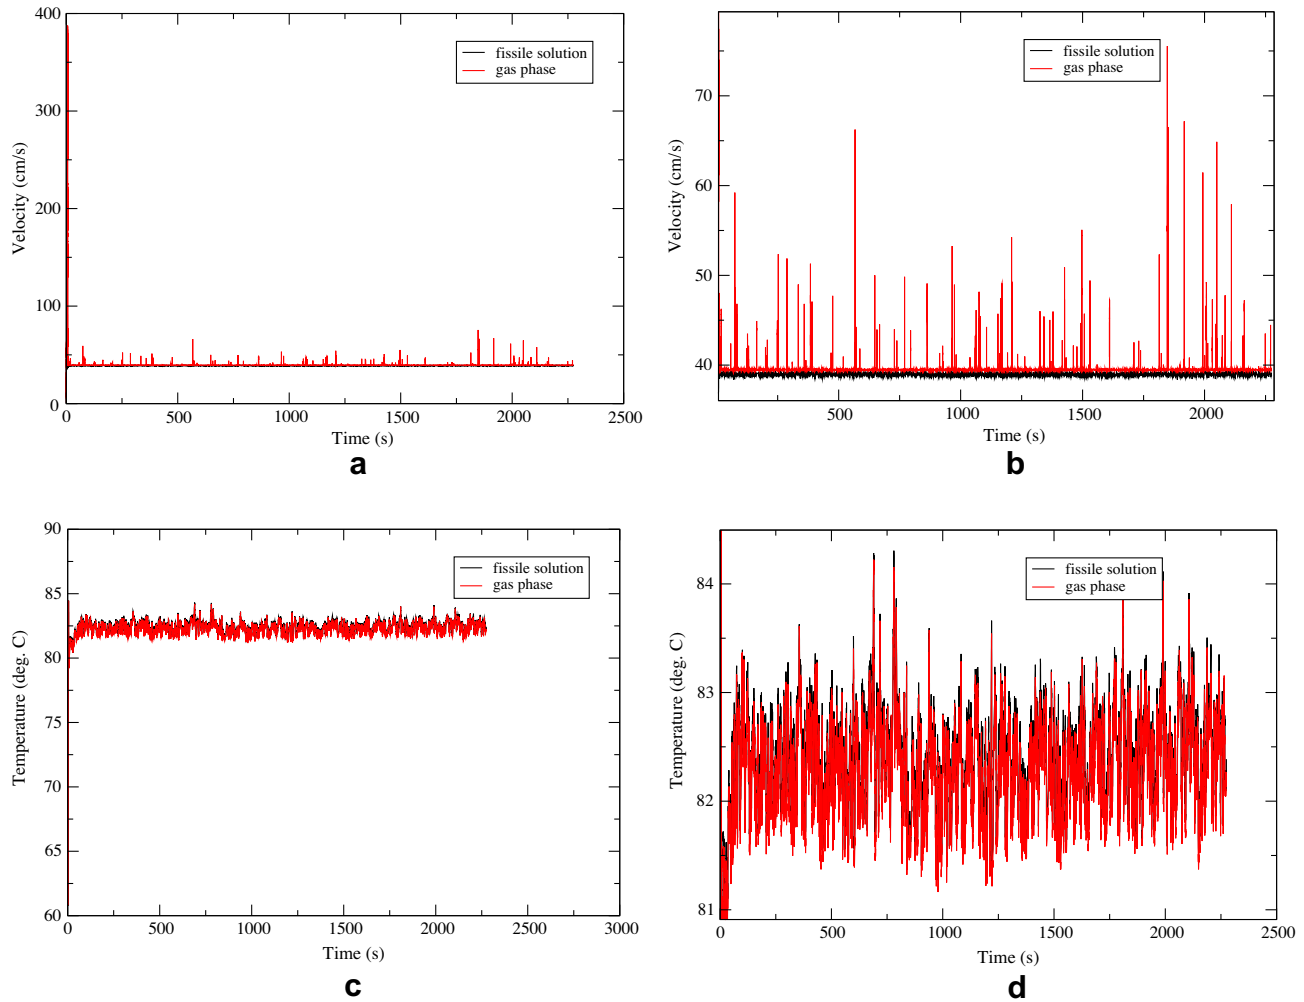 400
300
200
100
0
Velocity (cm/s)
fissile solution
gas phase
0 500 1000 1500 2000 2500
Time (s)
a
70
60
50
40
Velocity (cm/s)
fissile solution
gas phase
500 1000 1500 2000
Time (s)
b
90
85
80
75
70
65
60
Temperature (deg. C)
fissile solution
gas phase
0 500 1000 1500 2000 2500 3000
Time (s)
c
84
83
82
81
Temperature (deg. C)
fissile solution
gas phase
0 500 1000 1500 2000 2500
Time (s)
d